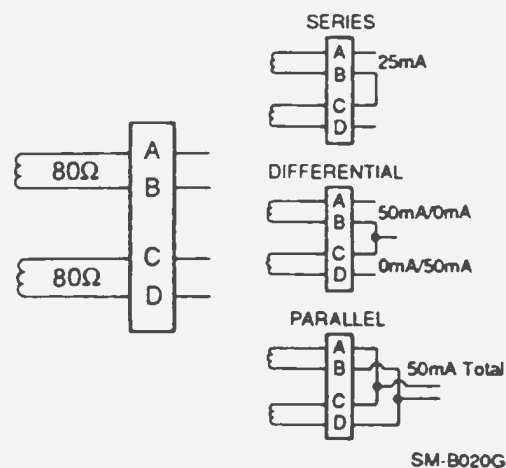 80Ω
80Ω
A
B
C
D
SERIES
A
B
C
D
25mA
DIFFERENTIAL
A
B
C
D
50mA/0mA
0mA/50mA
PARALLEL
A
B
C
D
50mA Total
SM-B020G